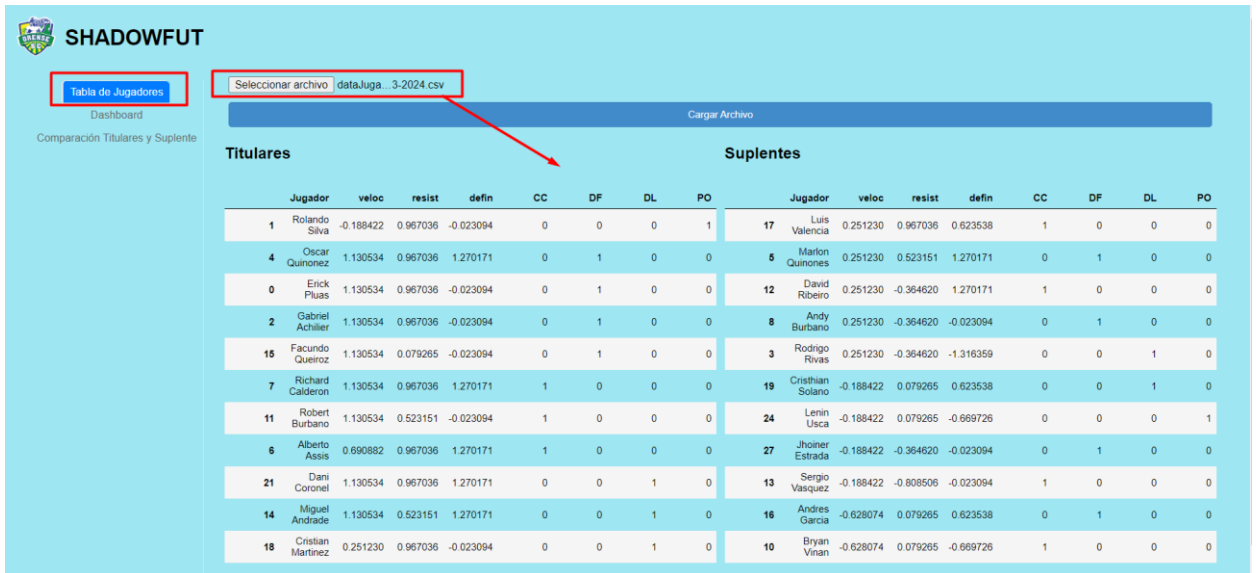 ORENSE
SHADOWFUT
Tabla de Jugadores
Dashboard
Comparación Titulares y Suplente
Seleccionar archivo dataJuga...3-2024.csv
Cargar Archivo
Titulares
Jugador veloc resist defin CC DF DL PO
1 Rolando Silva -0.188422 0.967036 -0.023094 0 0 0 1
4 Oscar Quinonez 1.130534 0.967036 1.270171 0 1 0 0
0 Erick Pluas 1.130534 0.967036 -0.023094 0 1 0 0
2 Gabriel Achilier 1.130534 0.967036 -0.023094 0 1 0 0
15 Facundo Queiroz 1.130534 0.079265 -0.023094 0 1 0 0
7 Richard Calderon 1.130534 0.967036 1.270171 1 0 0 0
11 Robert Burbano 1.130534 0.523151 -0.023094 1 0 0 0
6 Alberto Assis 0.690882 0.967036 1.270171 1 0 0 0
21 Dani Coronel 1.130534 0.967036 1.270171 0 0 1 0
14 Miguel Andrade 1.130534 0.523151 1.270171 0 0 1 0
18 Cristian Martinez 0.251230 0.967036 -0.023094 0 0 1 0
Suplentes
Jugador veloc resist defin CC DF DL PO
17 Luis Valencia 0.251230 0.967036 0.623538 1 0 0 0
5 Marlon Quinones 0.251230 0.523151 1.270171 0 1 0 0
12 David Ribeiro 0.251230 -0.364620 1.270171 1 0 0 0
8 Andy Burbano 0.251230 -0.364620 -0.023094 0 1 0 0
3 Rodrigo Rivas 0.251230 -0.364620 -1.316359 0 0 1 0
19 Cristhian Solano -0.188422 0.079265 0.623538 0 0 1 0
24 Lenin Usca -0.188422 0.079265 -0.669726 0 0 0 1
27 Jhoiner Estrada -0.188422 -0.364620 -0.023094 0 1 0 0
13 Sergio Vasquez -0.188422 -0.808506 -0.023094 1 0 0 0
16 Andres Garcia -0.628074 0.079265 0.623538 0 1 0 0
10 Bryan Vinan -0.628074 0.079265 -0.669726 1 0 0 0